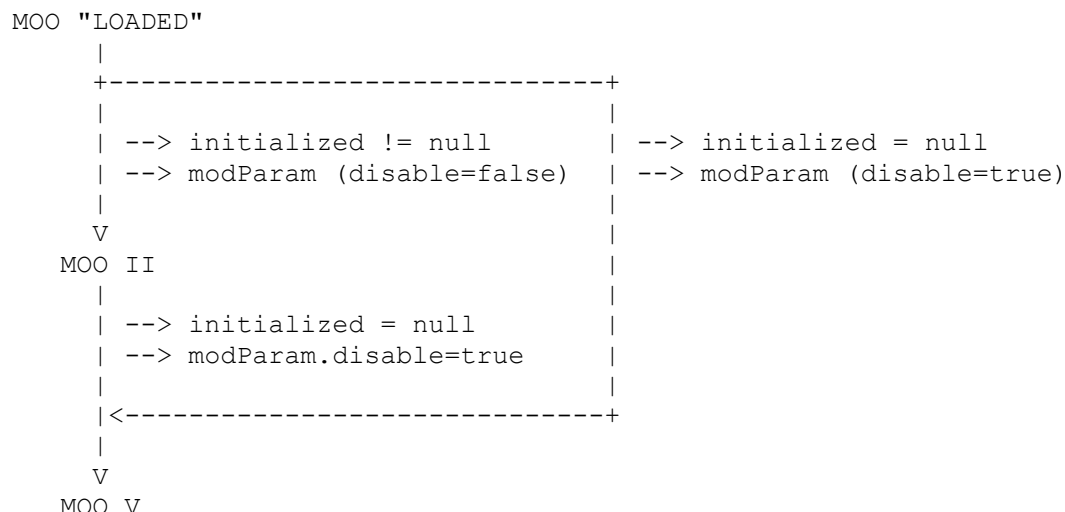 MOO "LOADED"
|
+---------------------------------+
| |
| --> initialized != null | --> initialized = null
| --> modParam (disable=false) | --> modParam (disable=true)
| |
V |
MOO II |
| |
| --> initialized = null |
| --> modParam.disable=true |
| |
|<--------------------------------+
|
V
MOO V